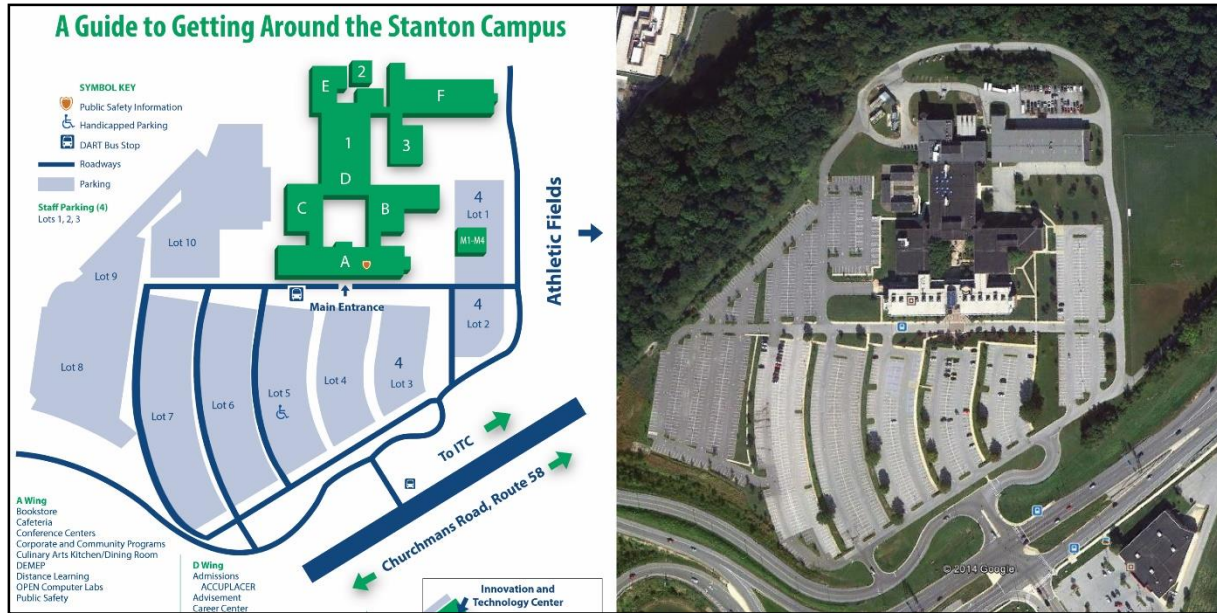 A Guide to Getting Around the Stanton Campus
SYMBOL KEY
Public Safety Information
Handicapped Parking
DART Bus Stop
Roadways
Parking
Staff Parking (4)
Lots 1, 2, 3
E
2
F
1
3
D
C
B
A
4
Lot 1
M1-M4
4
Lot 2
Main Entrance
Athletic Fields
Lot 10
Lot 9
Lot 8
Lot 7
Lot 6
Lot 5
Lot 4
4
Lot 3
To ITC
Churchmans Road, Route 58
A Wing
Bookstore
Cafeteria
Conference Centers
Corporate and Community Programs
Culinary Arts Kitchen/Dining Room
DEMEP
Distance Learning
OPEN Computer Labs
Public Safety
D Wing
Admissions
ACCUPLACER
Advisement
Career Center
Innovation and
Technology Center
© 2014 Google